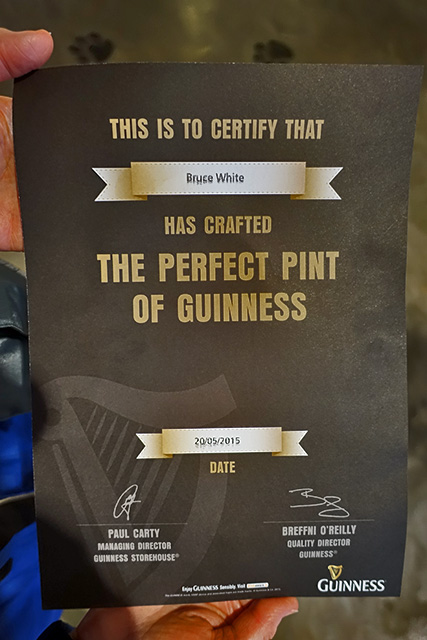 THIS IS TO CERTIFY THAT
Bruce White
HAS CRAFTED
THE PERFECT PINT
OF GUINNESS
20/05/2015
DATE
PAUL CARTY
MANAGING DIRECTOR
GUINNESS STOREHOUSE®
BREFFNI O'REILLY
QUALITY DIRECTOR
GUINNESS®
Enjoy GUINNESS Sensibly Visit
GUINNESS